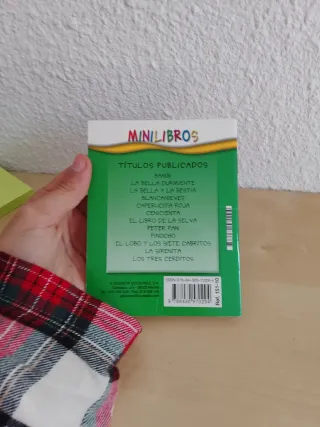 MINILIBROS
TÍTULOS PUBLICADOS
BAMBI
LA BELLA DURMIENTE
LA BELLA Y LA BESTIA
BLANCANIEVES
CAPERUCITA ROJA
CENICIENTA
EL LIBRO DE LA SELVA
PETER PAN
PINOCHO
EL LOBO Y LOS SIETE CABRITOS
LA SIRENITA
LOS TRES CERDITOS